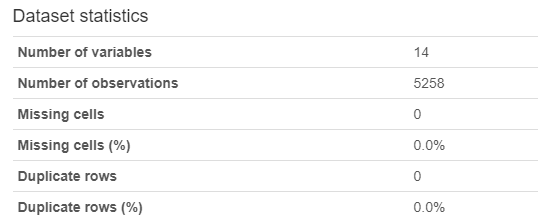 Dataset statistics
Number of variables 14
Number of observations 5258
Missing cells 0
Missing cells (%) 0.0%
Duplicate rows 0
Duplicate rows (%) 0.0%